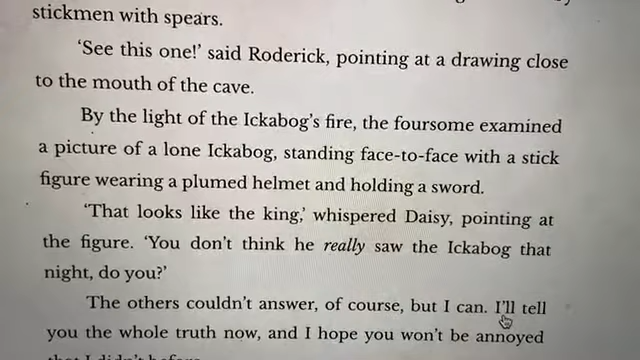 stickmen with spears.
‘See this one!’ said Roderick, pointing at a drawing close
to the mouth of the cave.
By the light of the Ickabog’s fire, the foursome examined
a picture of a lone Ickabog, standing face-to-face with a stick
figure wearing a plumed helmet and holding a sword.
‘That looks like the king,’ whispered Daisy, pointing at
the figure. ‘You don’t think he really saw the Ickabog that
night, do you?’
The others couldn’t answer, of course, but I can. I’ll tell
you the whole truth now, and I hope you won’t be annoyed
that I didn’t before.